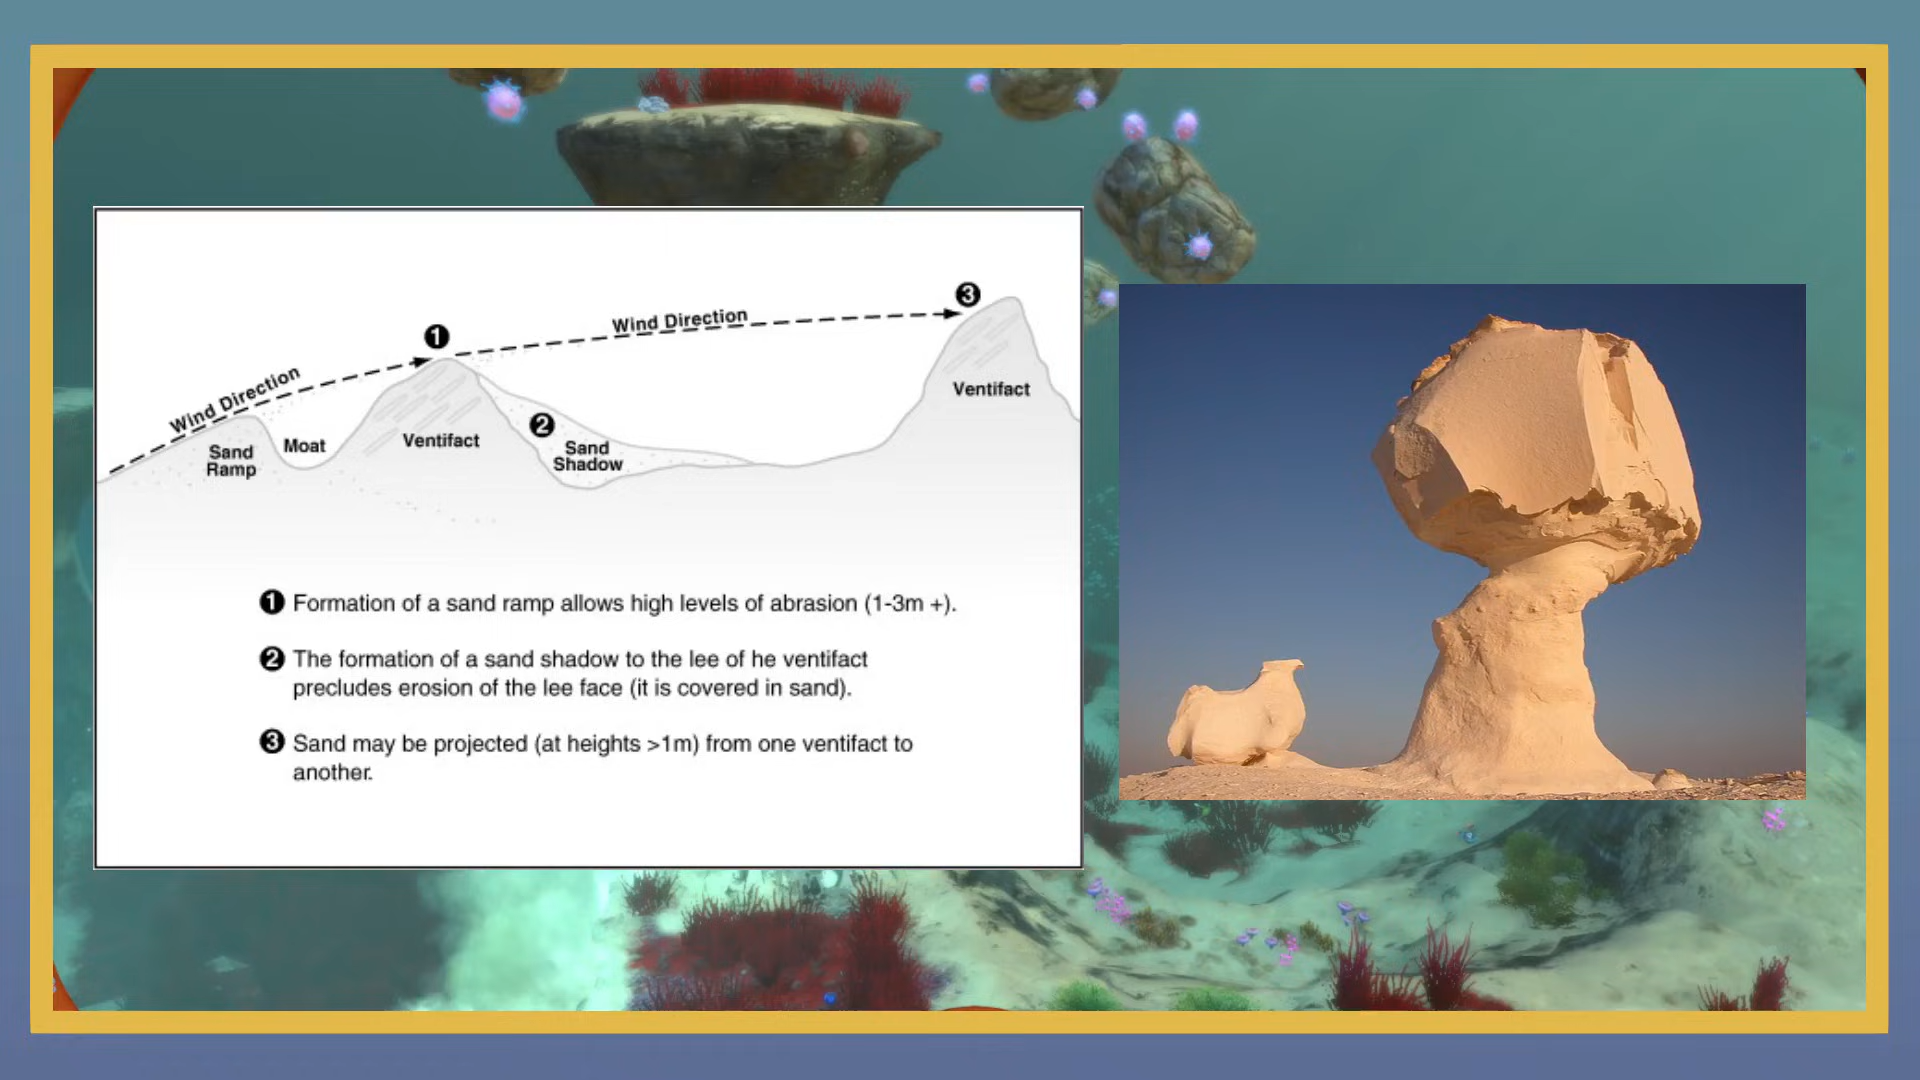 3
Wind Direction
1
Wind Direction
Ventifact
2
Moat
Ventifact
Sand
Shadow
Sand
Ramp
1 Formation of a sand ramp allows high levels of abrasion (1-3m +).
2 The formation of a sand shadow to the lee of he ventifact
precludes erosion of the lee face (it is covered in sand).
3 Sand may be projected (at heights >1m) from one ventifact to
another.